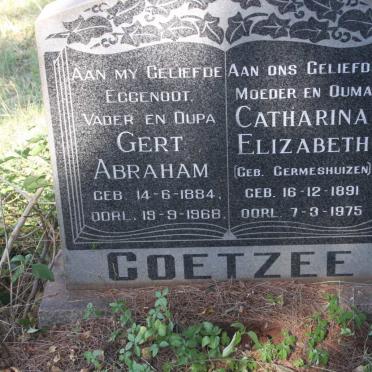 AAN MY GELIEFDE
EGGENOOT,
VADER EN OUPA
GERT
ABRAHAM
GEB. 14-6-1884,
OORL. 19-9-1968.
AAN ONS GELIEFD
MOEDER EN OUMA
CATHARINA
ELIZABETH
(GEB. GERMESHUIZEN)
GEB. 16-12-1891
OORL. 7-3-1975
COETZEE